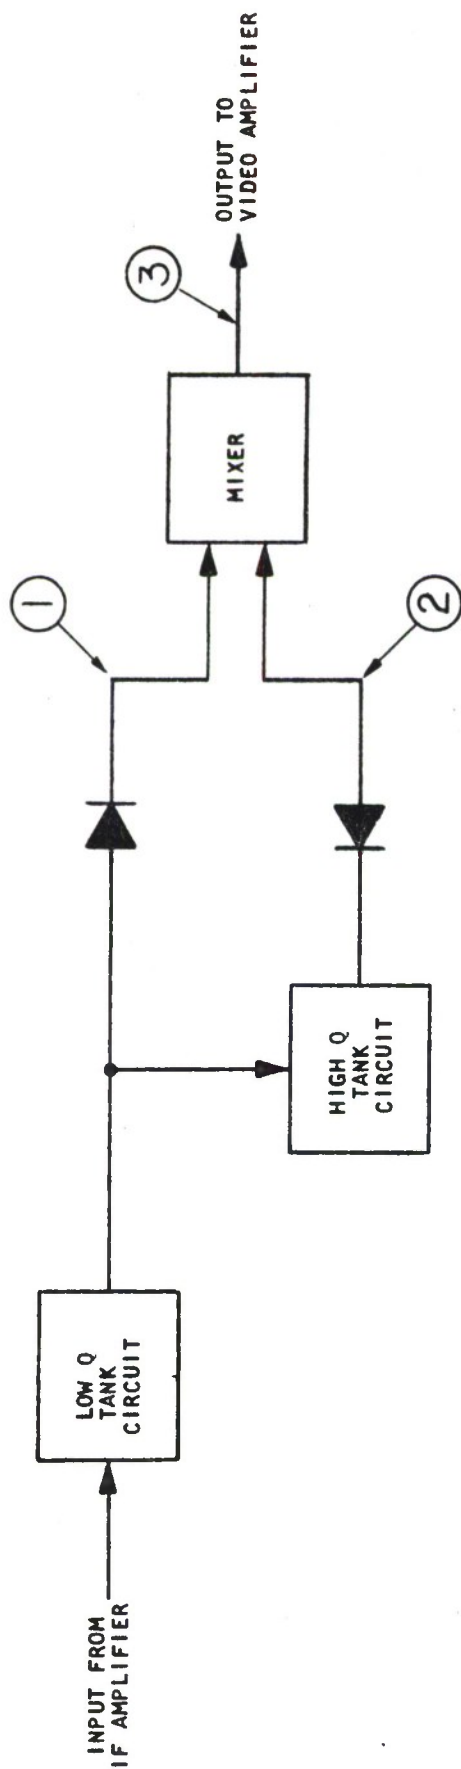 INPUT FROM
IF AMPLIFIER
LOW Q
TANK
CIRCUIT
HIGH Q
TANK
CIRCUIT
1
2
MIXER
3
OUTPUT TO
VIDEO AMPLIFIER